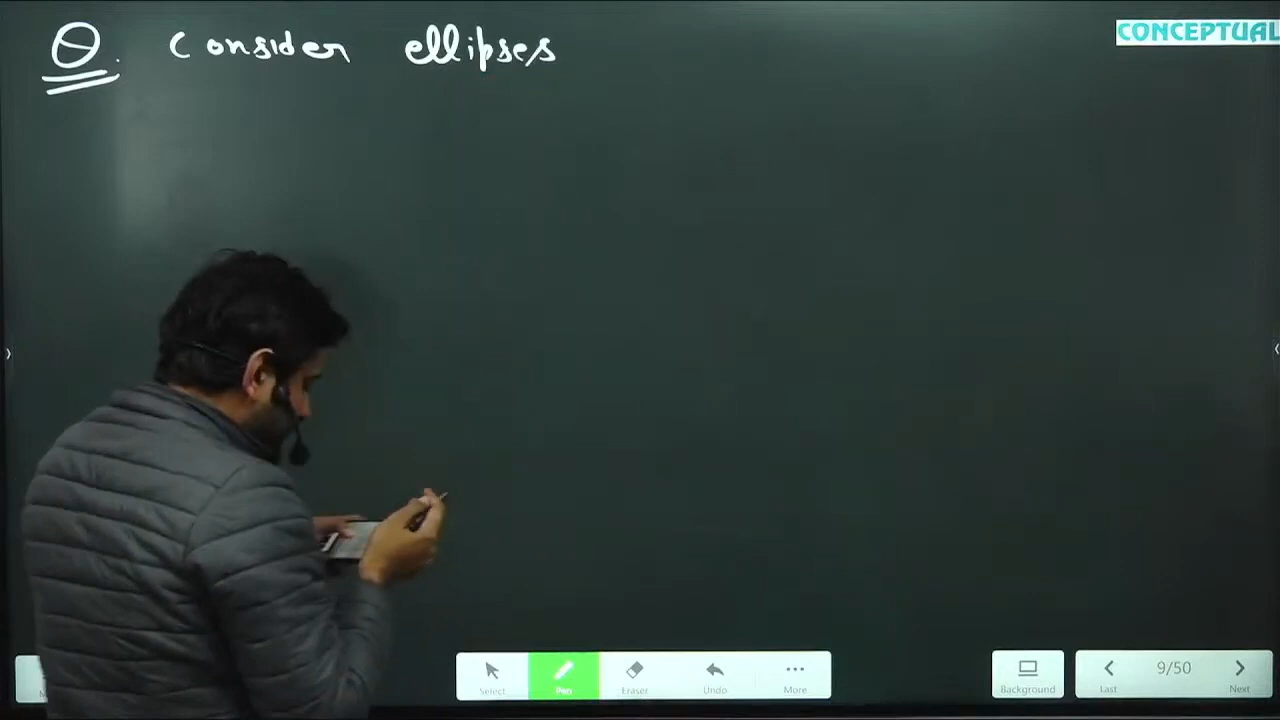 Q. Consider ellipses
CONCEPTUAL
Select
Pen
Eraser
Undo
More
Background
Last
9/50
Next